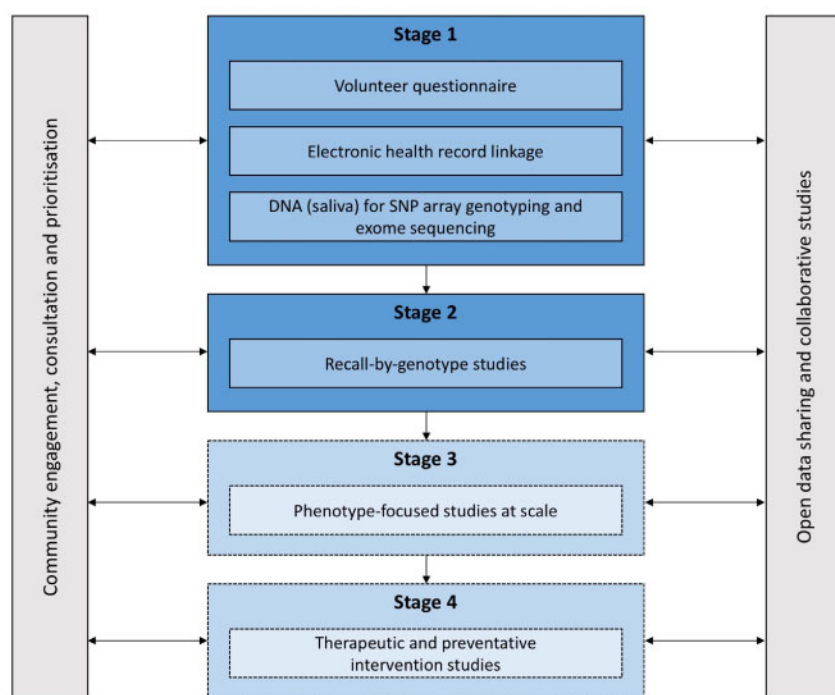 Community engagement, consultation and prioritisation
Stage 1
Volunteer questionnaire
Electronic health record linkage
DNA (saliva) for SNP array genotyping and
exome sequencing
Stage 2
Recall-by-genotype studies
Stage 3
Phenotype-focused studies at scale
Stage 4
Therapeutic and preventative
intervention studies
Open data sharing and collaborative studies